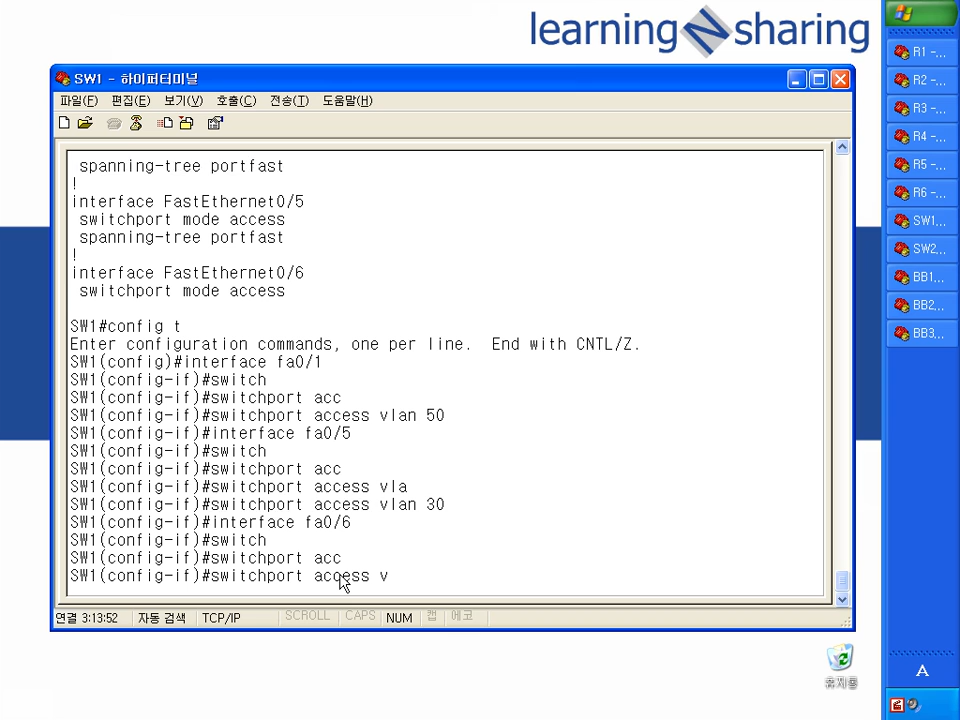 learning sharing
SW1 - 하이퍼터미널
파일(F) 편집(E) 보기(V) 호출(C) 전송(T) 도움말(H)
spanning-tree portfast
!
interface FastEthernet0/5
switchport mode access
spanning-tree portfast
!
interface FastEthernet0/6
switchport mode access
SW1#config t
Enter configuration commands, one per line. End with CNTL/Z.
SW1(config)#interface fa0/1
SW1(config-if)#switch
SW1(config-if)#switchport acc
SW1(config-if)#switchport access vlan 50
SW1(config-if)#interface fa0/5
SW1(config-if)#switch
SW1(config-if)#switchport acc
SW1(config-if)#switchport access vla
SW1(config-if)#switchport access vlan 30
SW1(config-if)#interface fa0/6
SW1(config-if)#switch
SW1(config-if)#switchport acc
SW1(config-if)#switchport access v
연결 3:13:52 자동 검색 TCP/IP SCROLL CAPS NUM 캡 에코
휴지통
R1 -...
R2 -...
R3 -...
R4 -...
R5 -...
R6 -...
SW1...
SW2...
BB1...
BB2...
BB3...
A